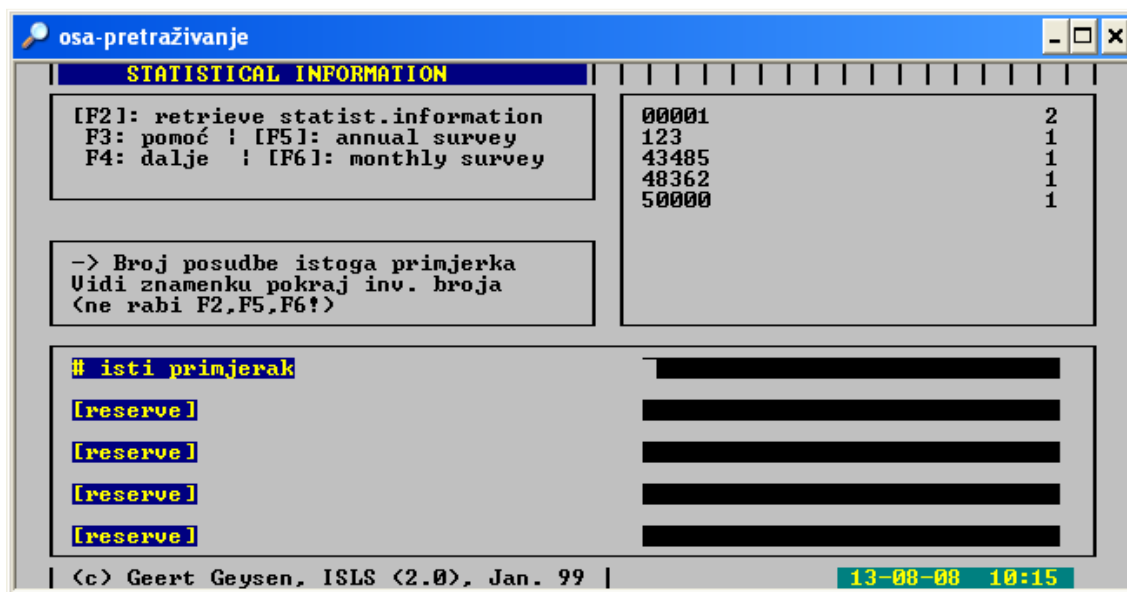 osa-pretraživanje
STATISTICAL INFORMATION
[F2]: retrieve statist.information
F3: pomoć ¦ [F5]: annual survey
F4: dalje ¦ [F6]: monthly survey
00001 2
123 1
43485 1
48362 1
50000 1
-> Broj posudbe istoga primjerka
Vidi znamenku pokraj inv. broja
(ne rabi F2,F5,F6!)
# isti primjerak
[reserve]
[reserve]
[reserve]
[reserve]
(c) Geert Geysen, ISLS (2.0), Jan. 99
13-08-08 10:15